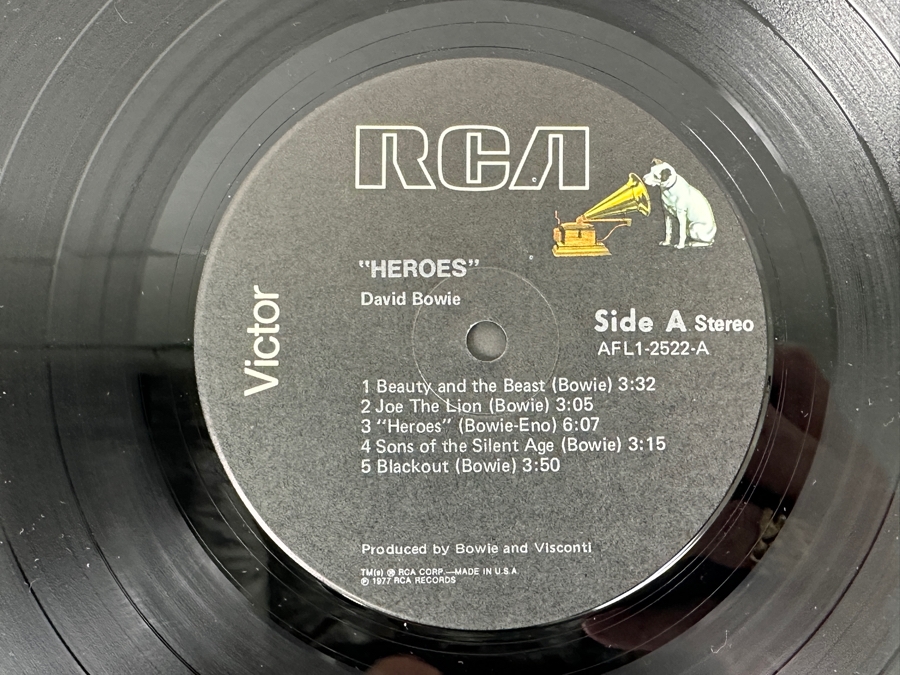 RCA
Victor
"HEROES"
David Bowie
Side A Stereo
AFL1-2522-A
1 Beauty and the Beast (Bowie) 3:32
2 Joe The Lion (Bowie) 3:05
3 "Heroes" (Bowie-Eno) 6:07
4 Sons of the Silent Age (Bowie) 3:15
5 Blackout (Bowie) 3:50
Produced by Bowie and Visconti
TM(s) ® RCA CORP.—MADE IN U.S.A.
℗ 1977 RCA RECORDS